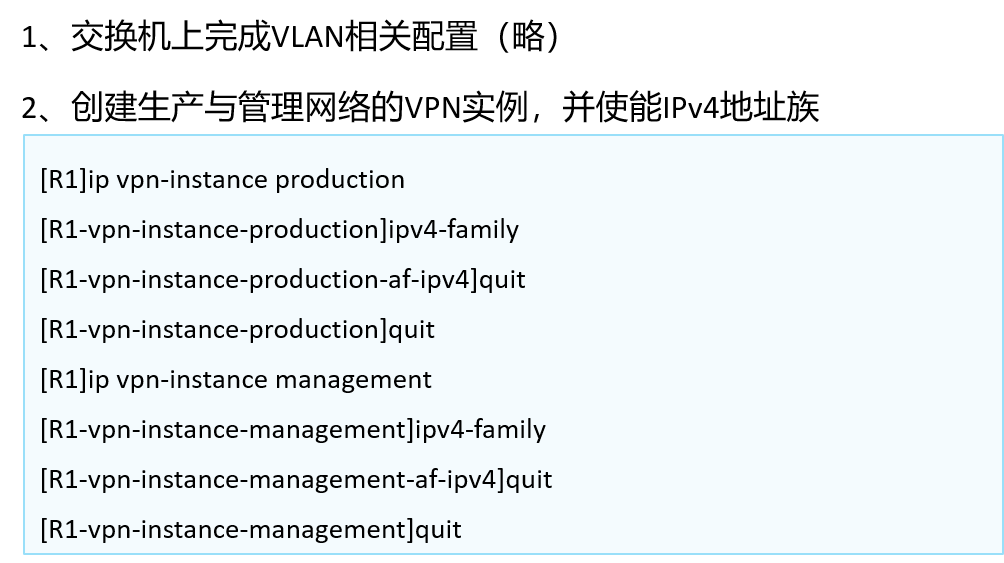 1、交换机上完成VLAN相关配置（略）
2、创建生产与管理网络的VPN实例，并使能IPv4地址族
[R1]ip vpn-instance production
[R1-vpn-instance-production]ipv4-family
[R1-vpn-instance-production-af-ipv4]quit
[R1-vpn-instance-production]quit
[R1]ip vpn-instance management
[R1-vpn-instance-management]ipv4-family
[R1-vpn-instance-management-af-ipv4]quit
[R1-vpn-instance-management]quit